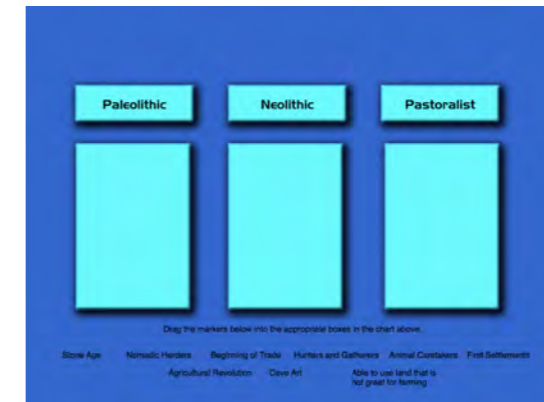 Paleolithic Neolithic Pastoralist
Drag the markers below into the appropriate boxes in the chart above.
Stone Age Nomadic Herders Beginning of Trade Hunters and Gatherers Animal Caretakers First Settlements
Agricultural Revolution Cave Art Able to use land that is
not great for farming